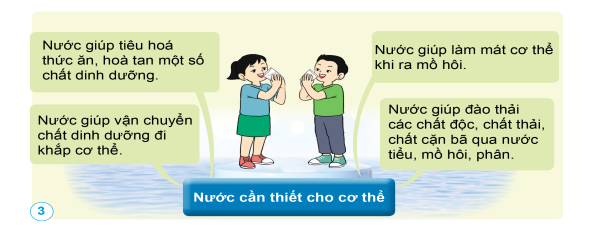 Nước giúp tiêu hoá
thức ăn, hoà tan một số
chất dinh dưỡng.
Nước giúp vận chuyển
chất dinh dưỡng đi
khắp cơ thể.
Nước giúp làm mát cơ thể
khi ra mồ hôi.
Nước giúp đào thải
các chất độc, chất thải,
chất cặn bã qua nước
tiểu, mồ hôi, phân.
Nước cần thiết cho cơ thể
3